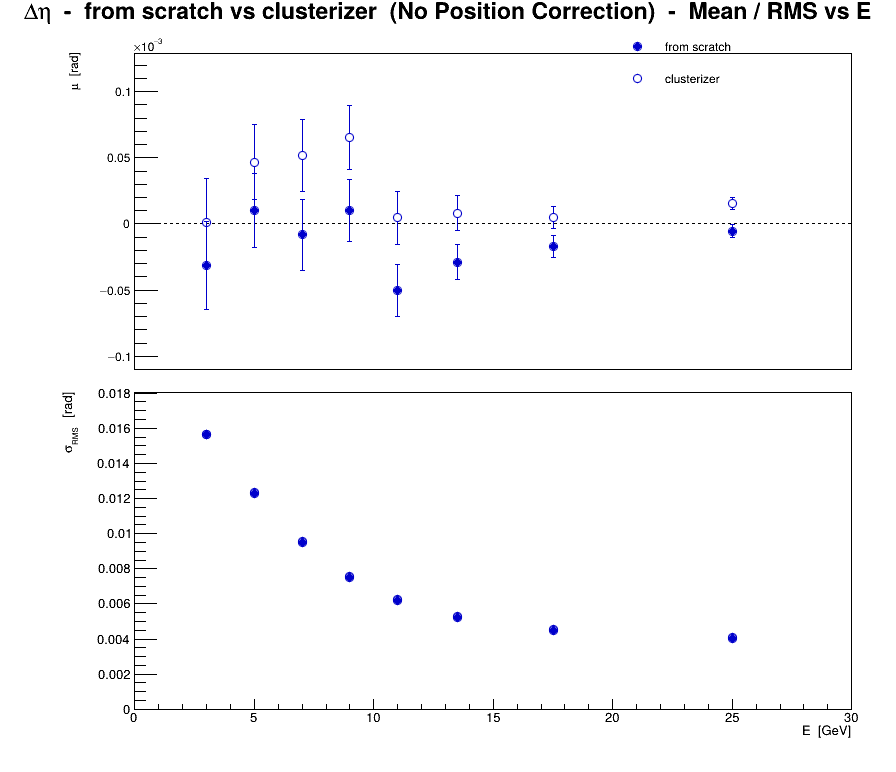 Δη - from scratch vs clusterizer (No Position Correction) - Mean / RMS vs E
×10⁻³
μ [rad]
from scratch
clusterizer
0.1
0.05
0
−0.05
−0.1
σRMS [rad]
0.018
0.016
0.014
0.012
0.01
0.008
0.006
0.004
0.002
0
0 5 10 15 20 25 30
E [GeV]